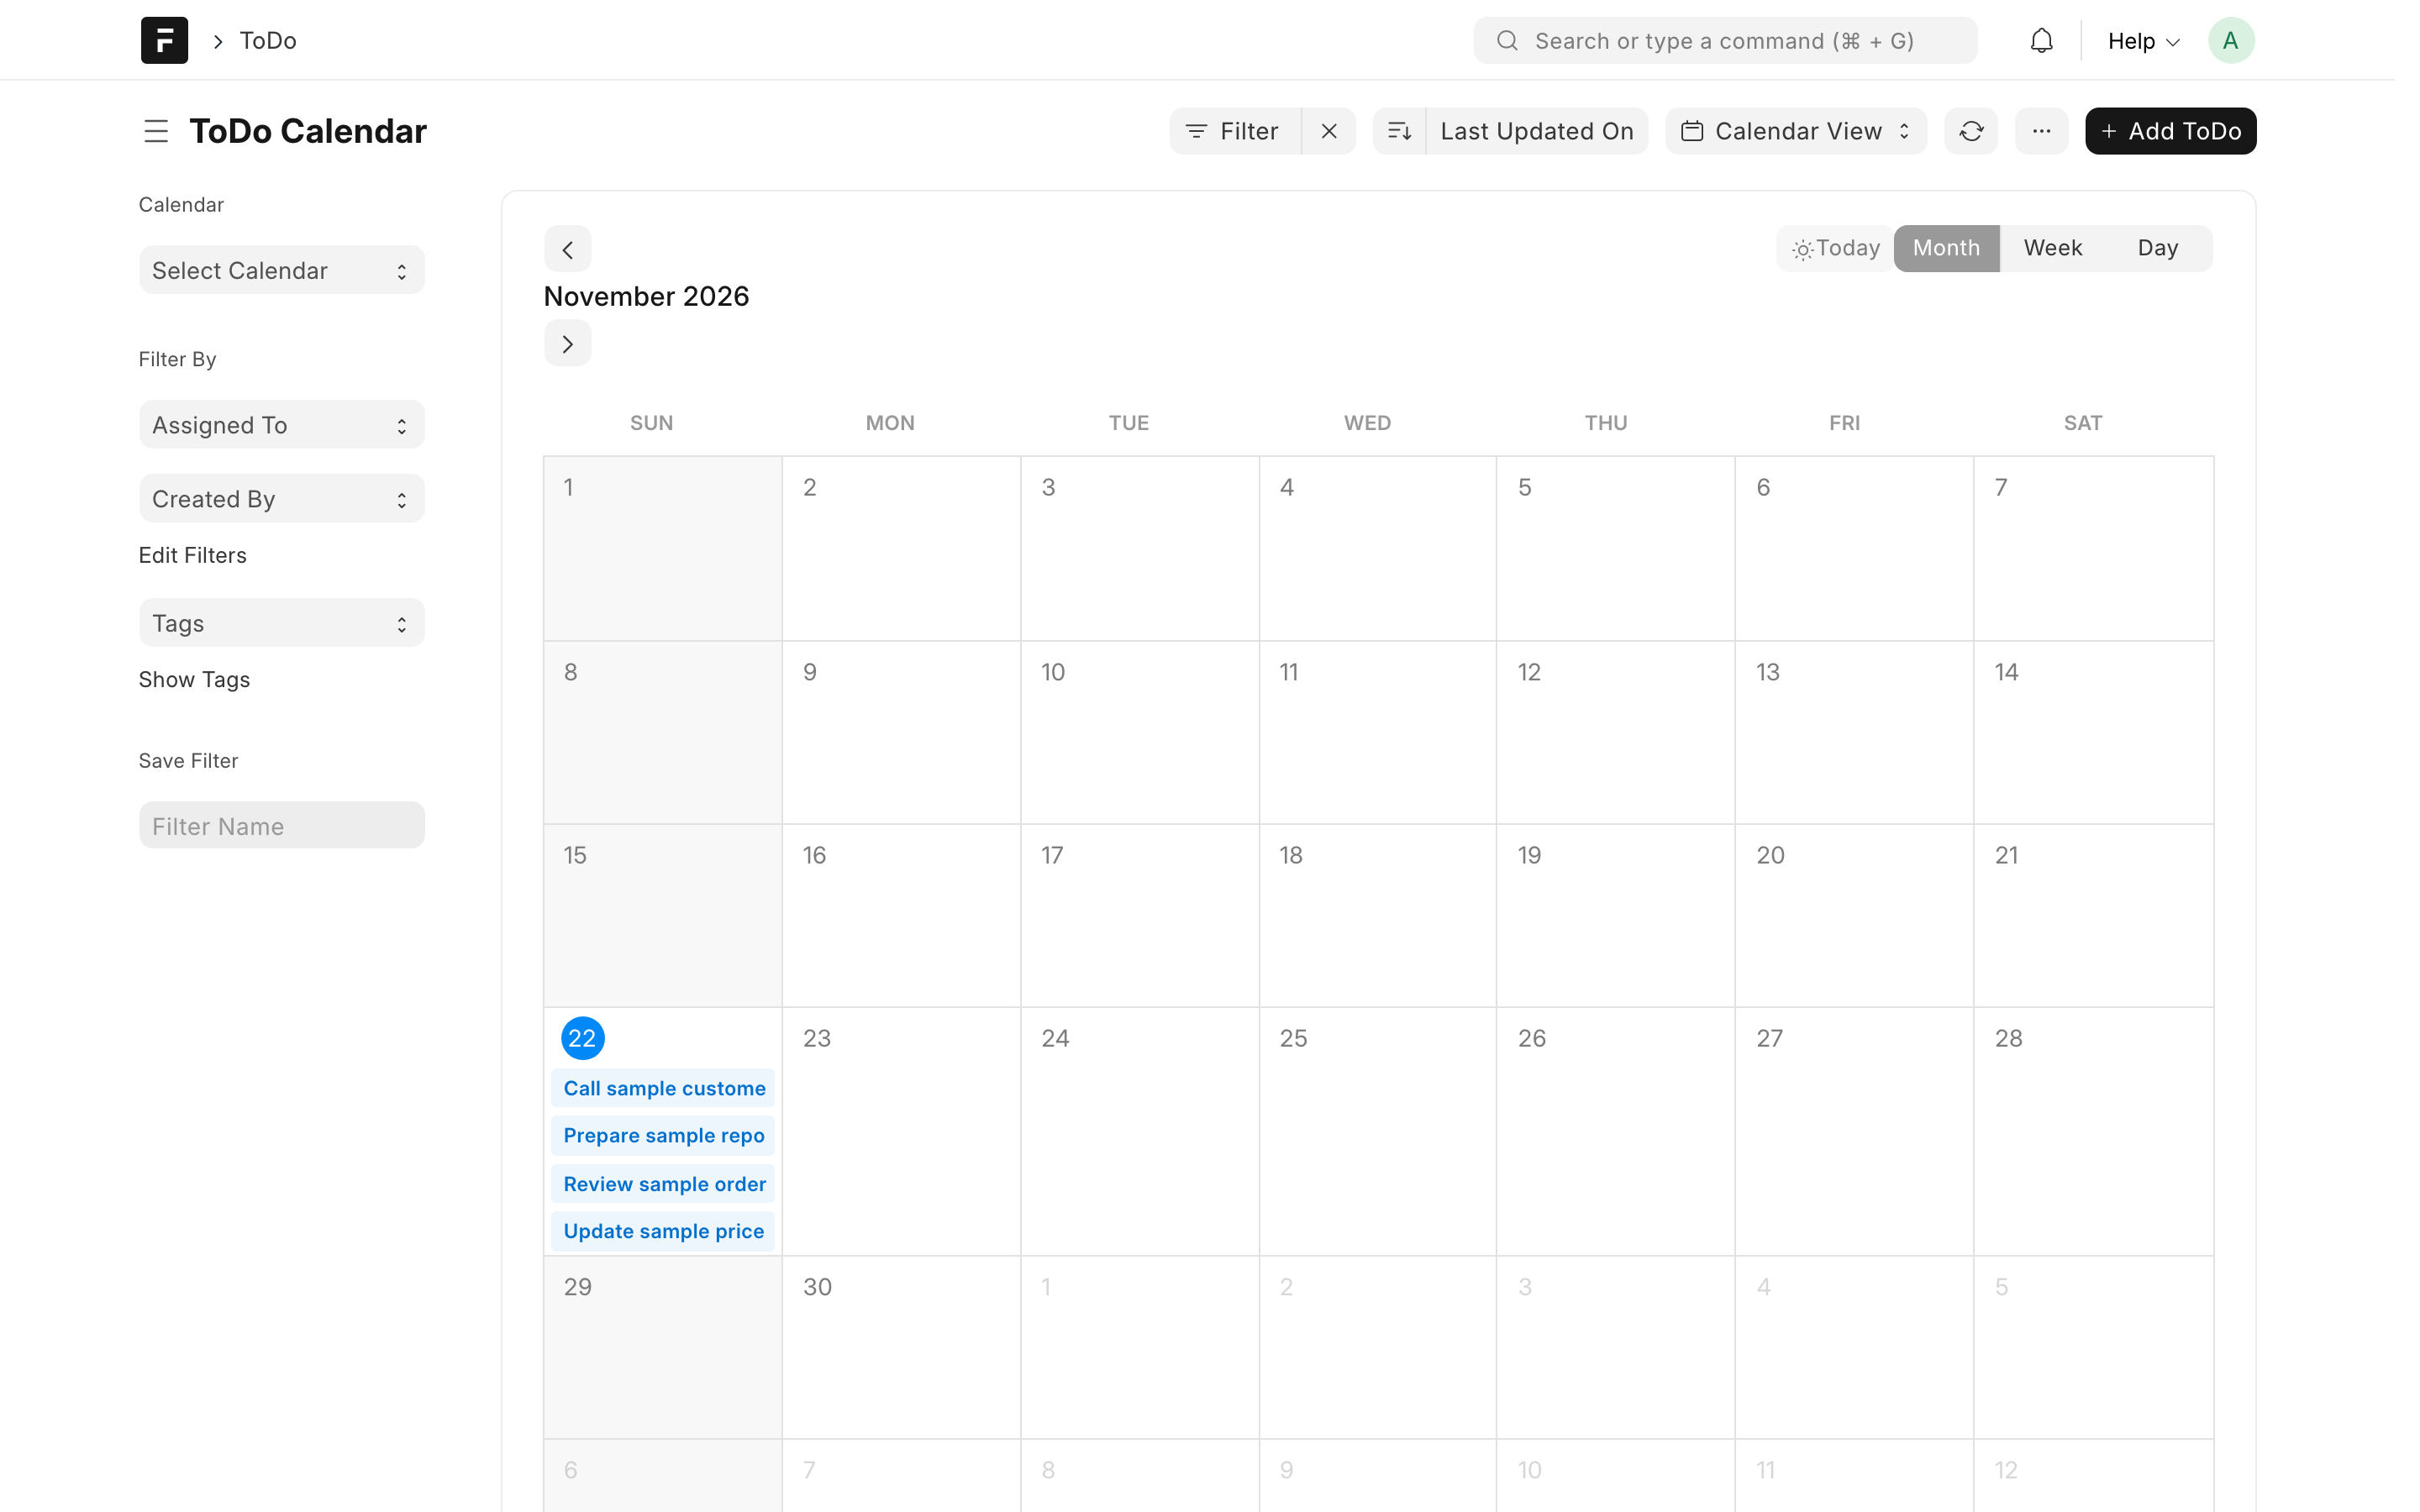 ToDo
Search or type a command (⌘ + G)
Help
A
ToDo Calendar
Filter
Last Updated On
Calendar View
Add ToDo
Calendar
Select Calendar
Filter By
Assigned To
Created By
Edit Filters
Tags
Show Tags
Save Filter
Filter Name
Today
Month
Week
Day
November 2026
SUN MON TUE WED THU FRI SAT
1 2 3 4 5 6 7
8 9 10 11 12 13 14
15 16 17 18 19 20 21
22 23 24 25 26 27 28
Call sample custome
Prepare sample repo
Review sample order
Update sample price
29 30 1 2 3 4 5
6 7 8 9 10 11 12